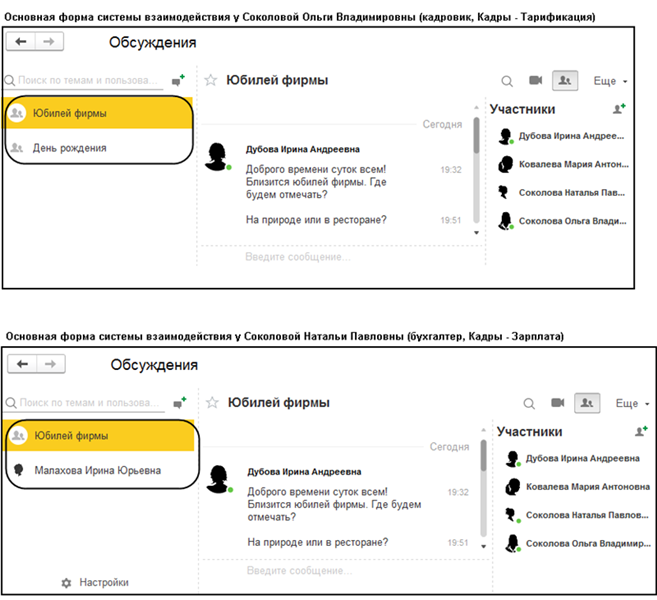 Основная форма системы взаимодействия у Соколовой Ольги Владимировны (кадровик, Кадры - Тарификация)
Обсуждения
Поиск по темам и пользова...
Юбилей фирмы
День рождения
Юбилей фирмы
Еще
Сегодня
Дубова Ирина Андреевна
Доброго времени суток всем! 19:32
Близится юбилей фирмы. Где
будем отмечать?
На природе или в ресторане? 19:51
Введите сообщение...
Участники
Дубова Ирина Андрее...
Ковалева Мария Антон...
Соколова Наталья Пав...
Соколова Ольга Влади...
Основная форма системы взаимодействия у Соколовой Натальи Павловны (бухгалтер, Кадры - Зарплата)
Обсуждения
Поиск по темам и пользова...
Юбилей фирмы
Малахова Ирина Юрьевна
Настройки
Юбилей фирмы
Еще
Сегодня
Дубова Ирина Андреевна
Доброго времени суток всем! 19:32
Близится юбилей фирмы. Где будем
отмечать?
На природе или в ресторане? 19:51
Введите сообщение...
Участники
Дубова Ирина Андреевна
Ковалева Мария Антоновна
Соколова Наталья Павлов...
Соколова Ольга Владимир...